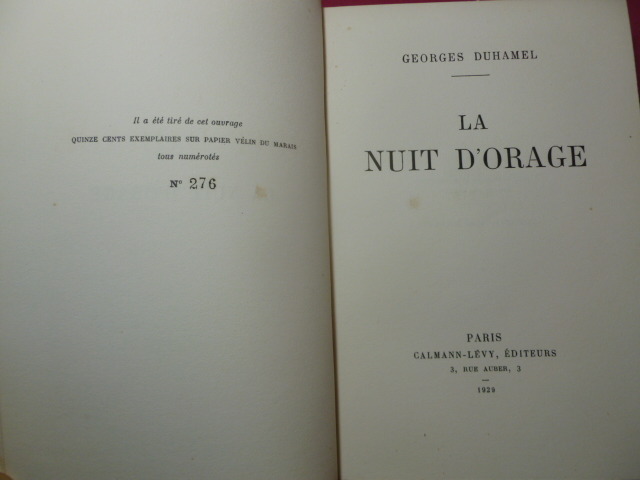 Il a été tiré de cet ouvrage
QUINZE CENTS EXEMPLAIRES SUR PAPIER VÉLIN DU MARAIS
tous numérotés
Nº 276
GEORGES DUHAMEL
LA
NUIT D'ORAGE
PARIS
CALMANN-LÉVY, ÉDITEURS
3, RUE AUBER, 3
1928